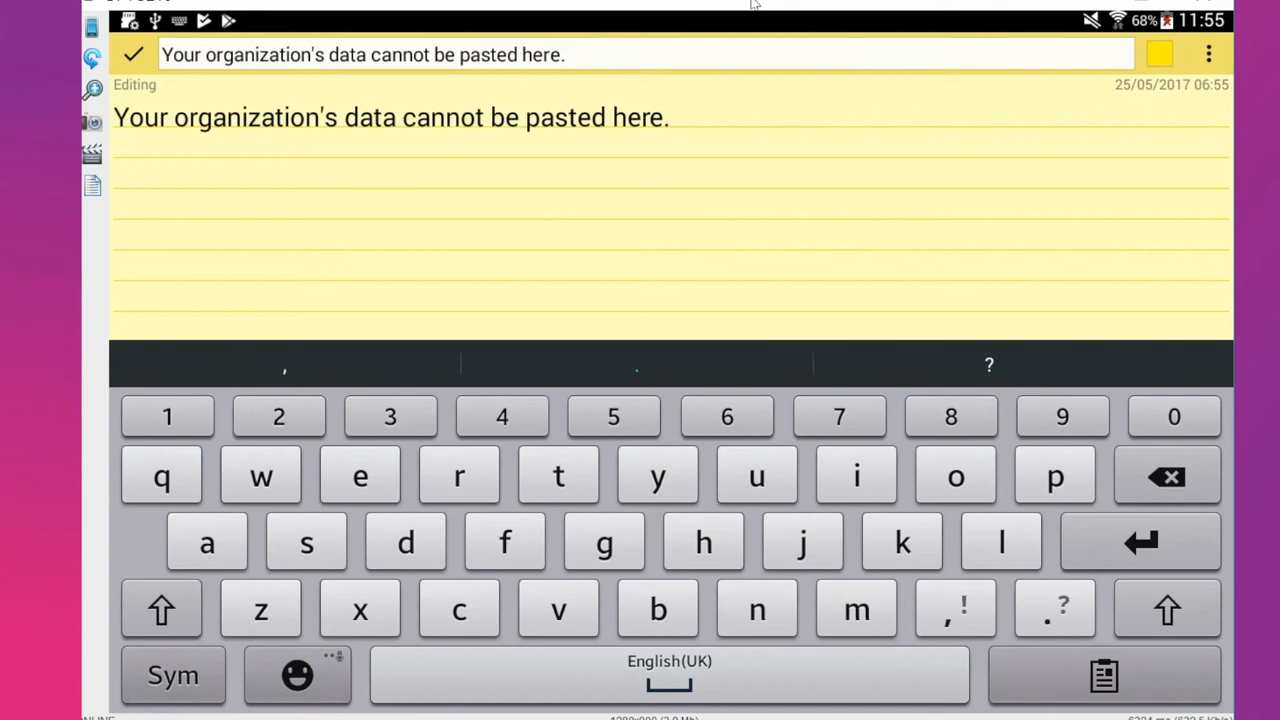 68% 11:55
Your organization's data cannot be pasted here.
Editing 25/05/2017 06:55
Your organization's data cannot be pasted here.
, . ?
1 2 3 4 5 6 7 8 9 0
q w e r t y u i o p
a s d f g h j k l
z x c v b n m ,! .?
Sym English(UK)